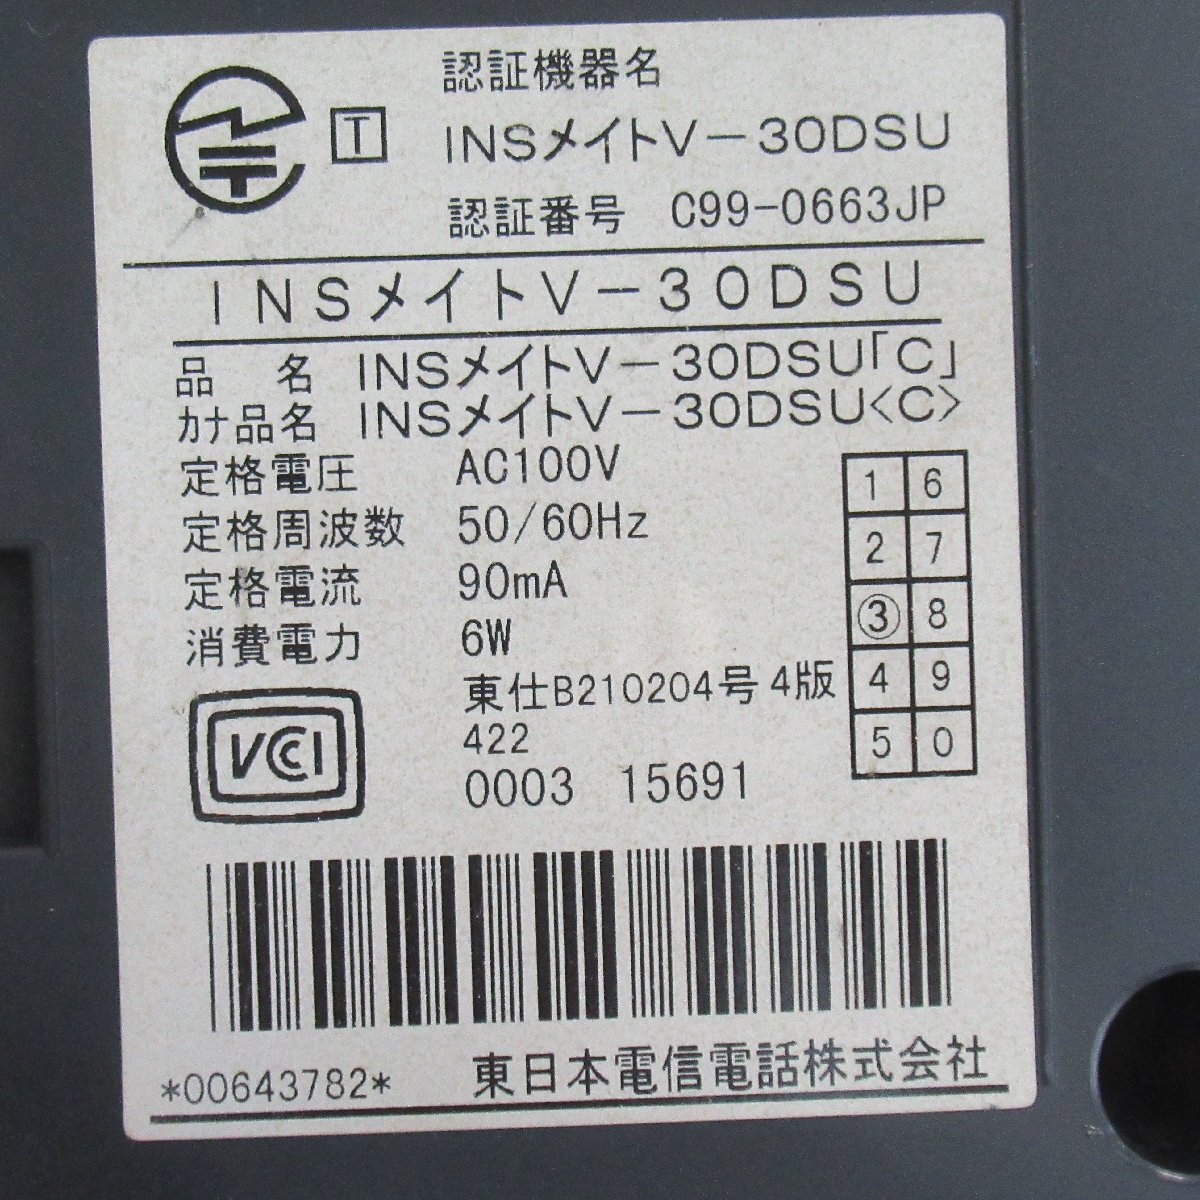 認証機器名
T
INSメイトV-30DSU
認証番号 C99-0663JP
INSメイトV-30DSU
品 名 INSメイトV-30DSU「C」
カナ品名 INSメイトV-30DSU<C>
定格電圧 AC100V
定格周波数 50/60Hz
定格電流 90mA
消費電力 6W
東仕B210204号4版
422
0003 15691
1 6
2 7
③ 8
4 9
5 0
VCCI
*00643782* 東日本電信電話株式会社